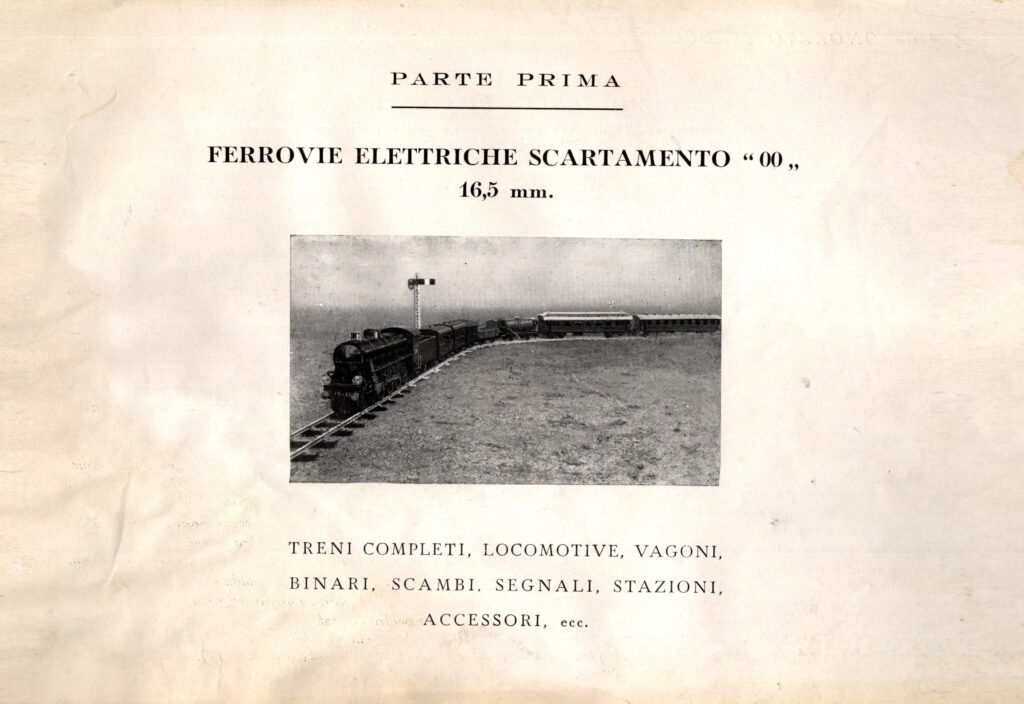 PARTE PRIMA
FERROVIE ELETTRICHE SCARTAMENTO “ 00 „
16,5 mm.
TRENI COMPLETI, LOCOMOTIVE, VAGONI,
BINARI, SCAMBI, SEGNALI, STAZIONI,
ACCESSORI, ecc.